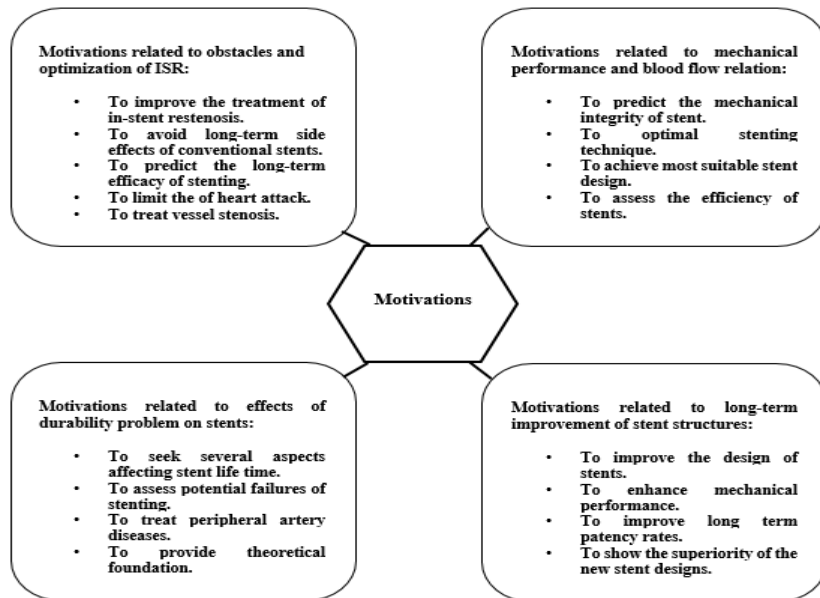 Motivations related to obstacles and
optimization of ISR:
• To improve the treatment of
in-stent restenosis.
• To avoid long-term side
effects of conventional stents.
• To predict the long-term
efficacy of stenting.
• To limit the of heart attack.
• To treat vessel stenosis.
Motivations related to mechanical
performance and blood flow relation:
• To predict the mechanical
integrity of stent.
• To optimal stenting
technique.
• To achieve most suitable stent
design.
• To assess the efficiency of
stents.
Motivations
Motivations related to effects of
durability problem on stents:
• To seek several aspects
affecting stent life time.
• To assess potential failures of
stenting.
• To treat peripheral artery
diseases.
• To provide theoretical
foundation.
Motivations related to long-term
improvement of stent structures:
• To improve the design of
stents.
• To enhance mechanical
performance.
• To improve long term
patency rates.
• To show the superiority of the
new stent designs.